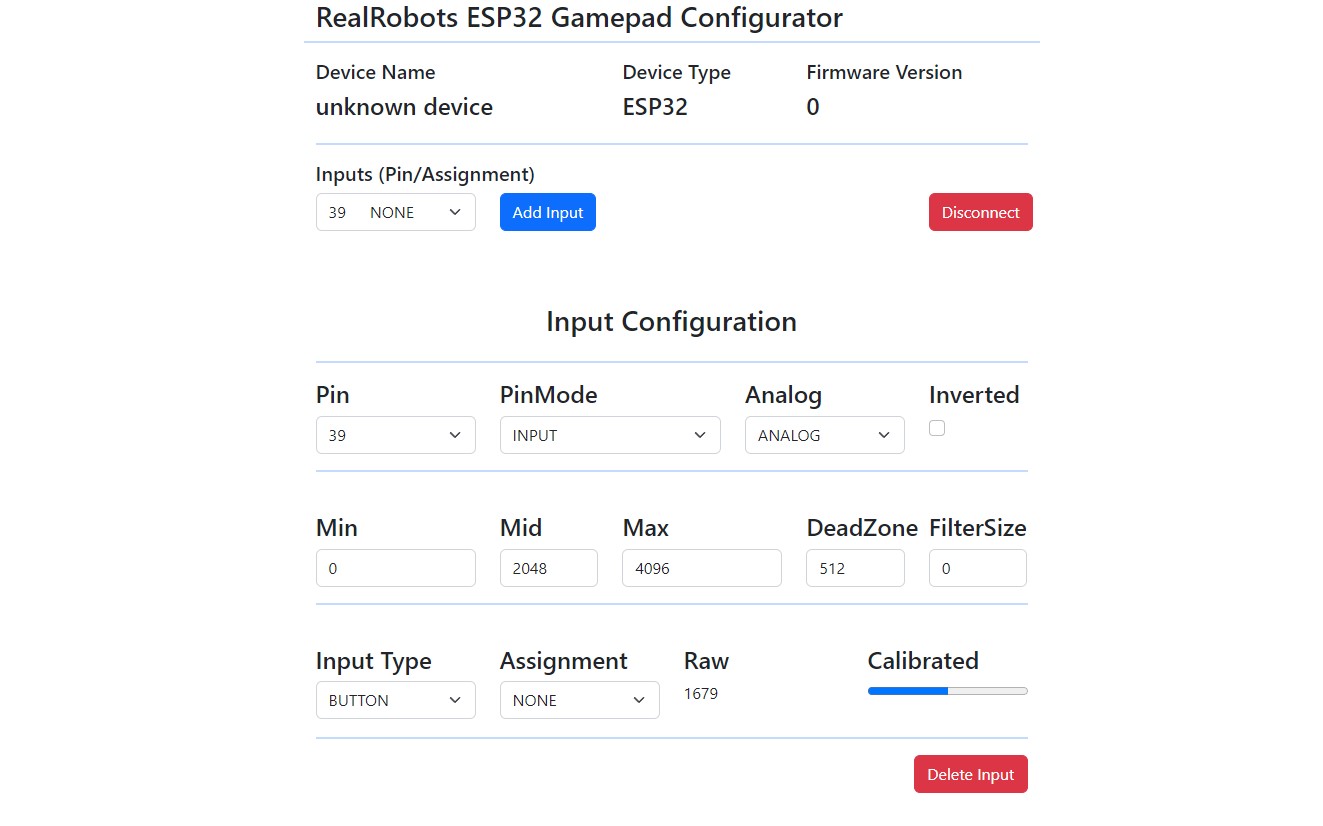 RealRobots ESP32 Gamepad Configurator
Device Name Device Type Firmware Version
unknown device ESP32 0
Inputs (Pin/Assignment)
39 NONE Add Input Disconnect
Input Configuration
Pin PinMode Analog Inverted
39 INPUT ANALOG
Min Mid Max DeadZone FilterSize
0 2048 4096 512 0
Input Type Assignment Raw Calibrated
BUTTON NONE 1679
Delete Input